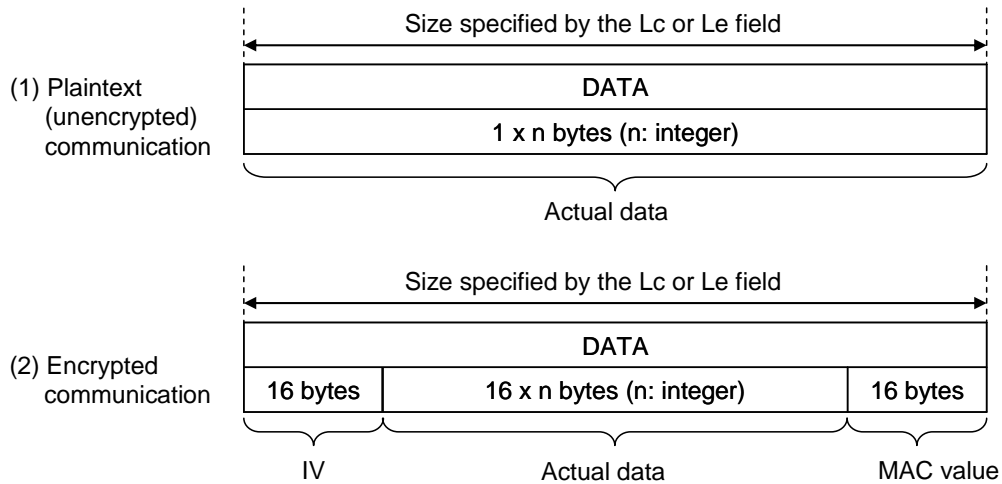 Size specified by the Lc or Le field
(1) Plaintext
(unencrypted)
communication
DATA
1 x n bytes (n: integer)
Actual data
Size specified by the Lc or Le field
(2) Encrypted
communication
DATA
16 bytes
16 x n bytes (n: integer)
16 bytes
IV
Actual data
MAC value